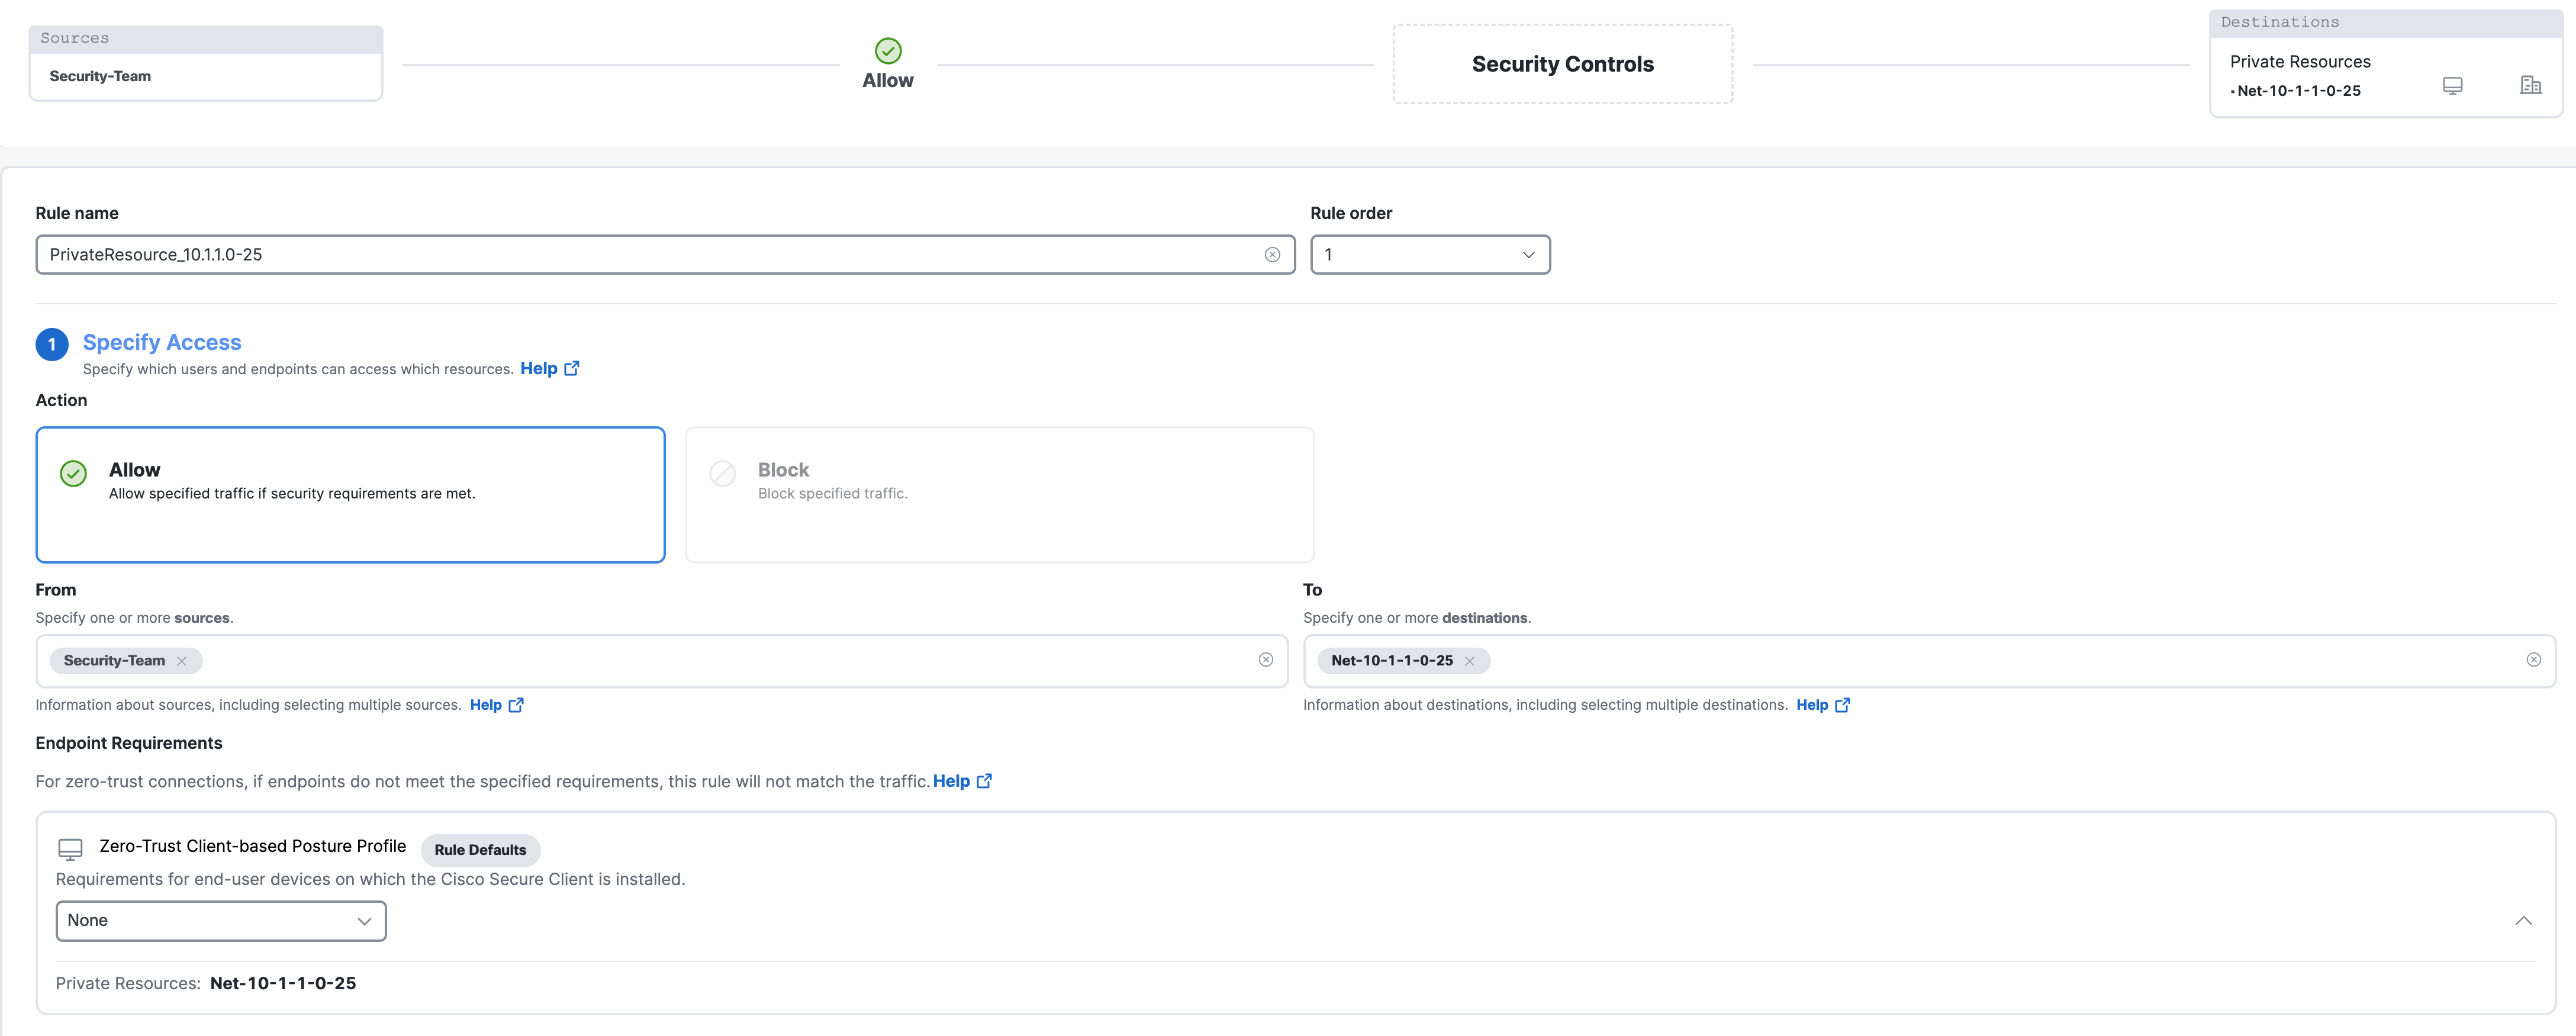 Sources
Security-Team
Allow
Security Controls
Destinations
Private Resources
• Net-10-1-1-0-25
Rule name
Rule order
PrivateResource_10.1.1.0-25
1
1 Specify Access
Specify which users and endpoints can access which resources. Help
Action
Allow
Allow specified traffic if security requirements are met.
Block
Block specified traffic.
From
Specify one or more sources.
Security-Team
Information about sources, including selecting multiple sources. Help
To
Specify one or more destinations.
Net-10-1-1-0-25
Information about destinations, including selecting multiple destinations. Help
Endpoint Requirements
For zero-trust connections, if endpoints do not meet the specified requirements, this rule will not match the traffic. Help
Zero-Trust Client-based Posture Profile Rule Defaults
Requirements for end-user devices on which the Cisco Secure Client is installed.
None
Private Resources: Net-10-1-1-0-25